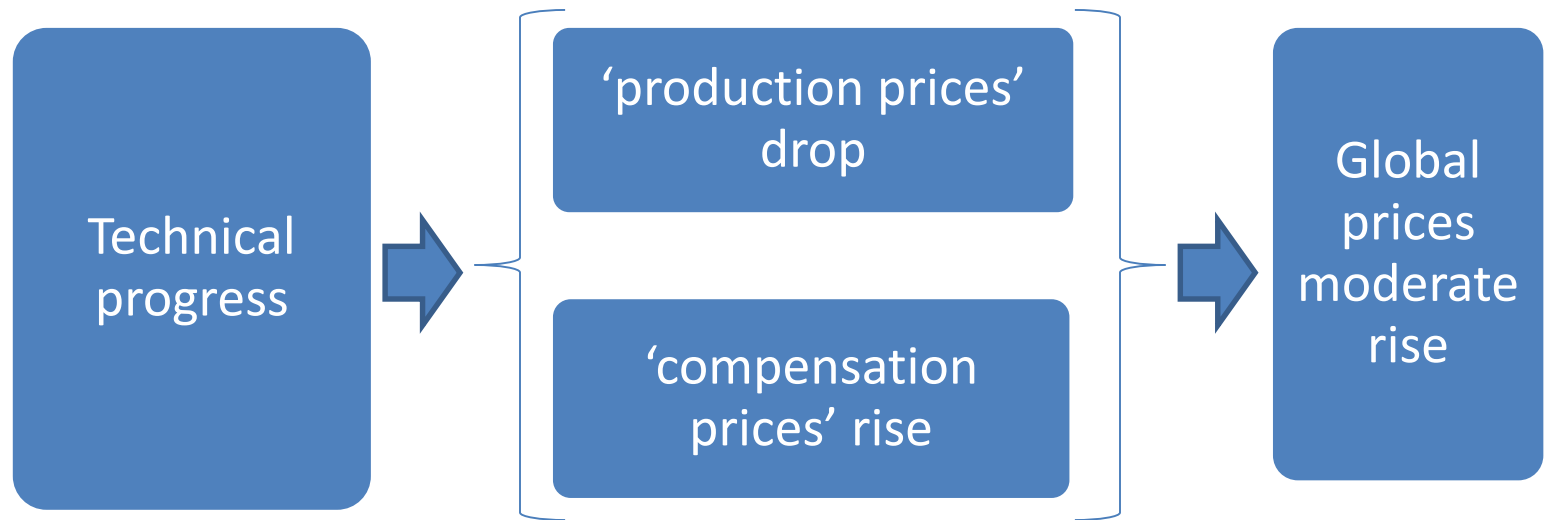 Technical
progress
‘production prices’
drop
‘compensation
prices’ rise
Global
prices
moderate
rise